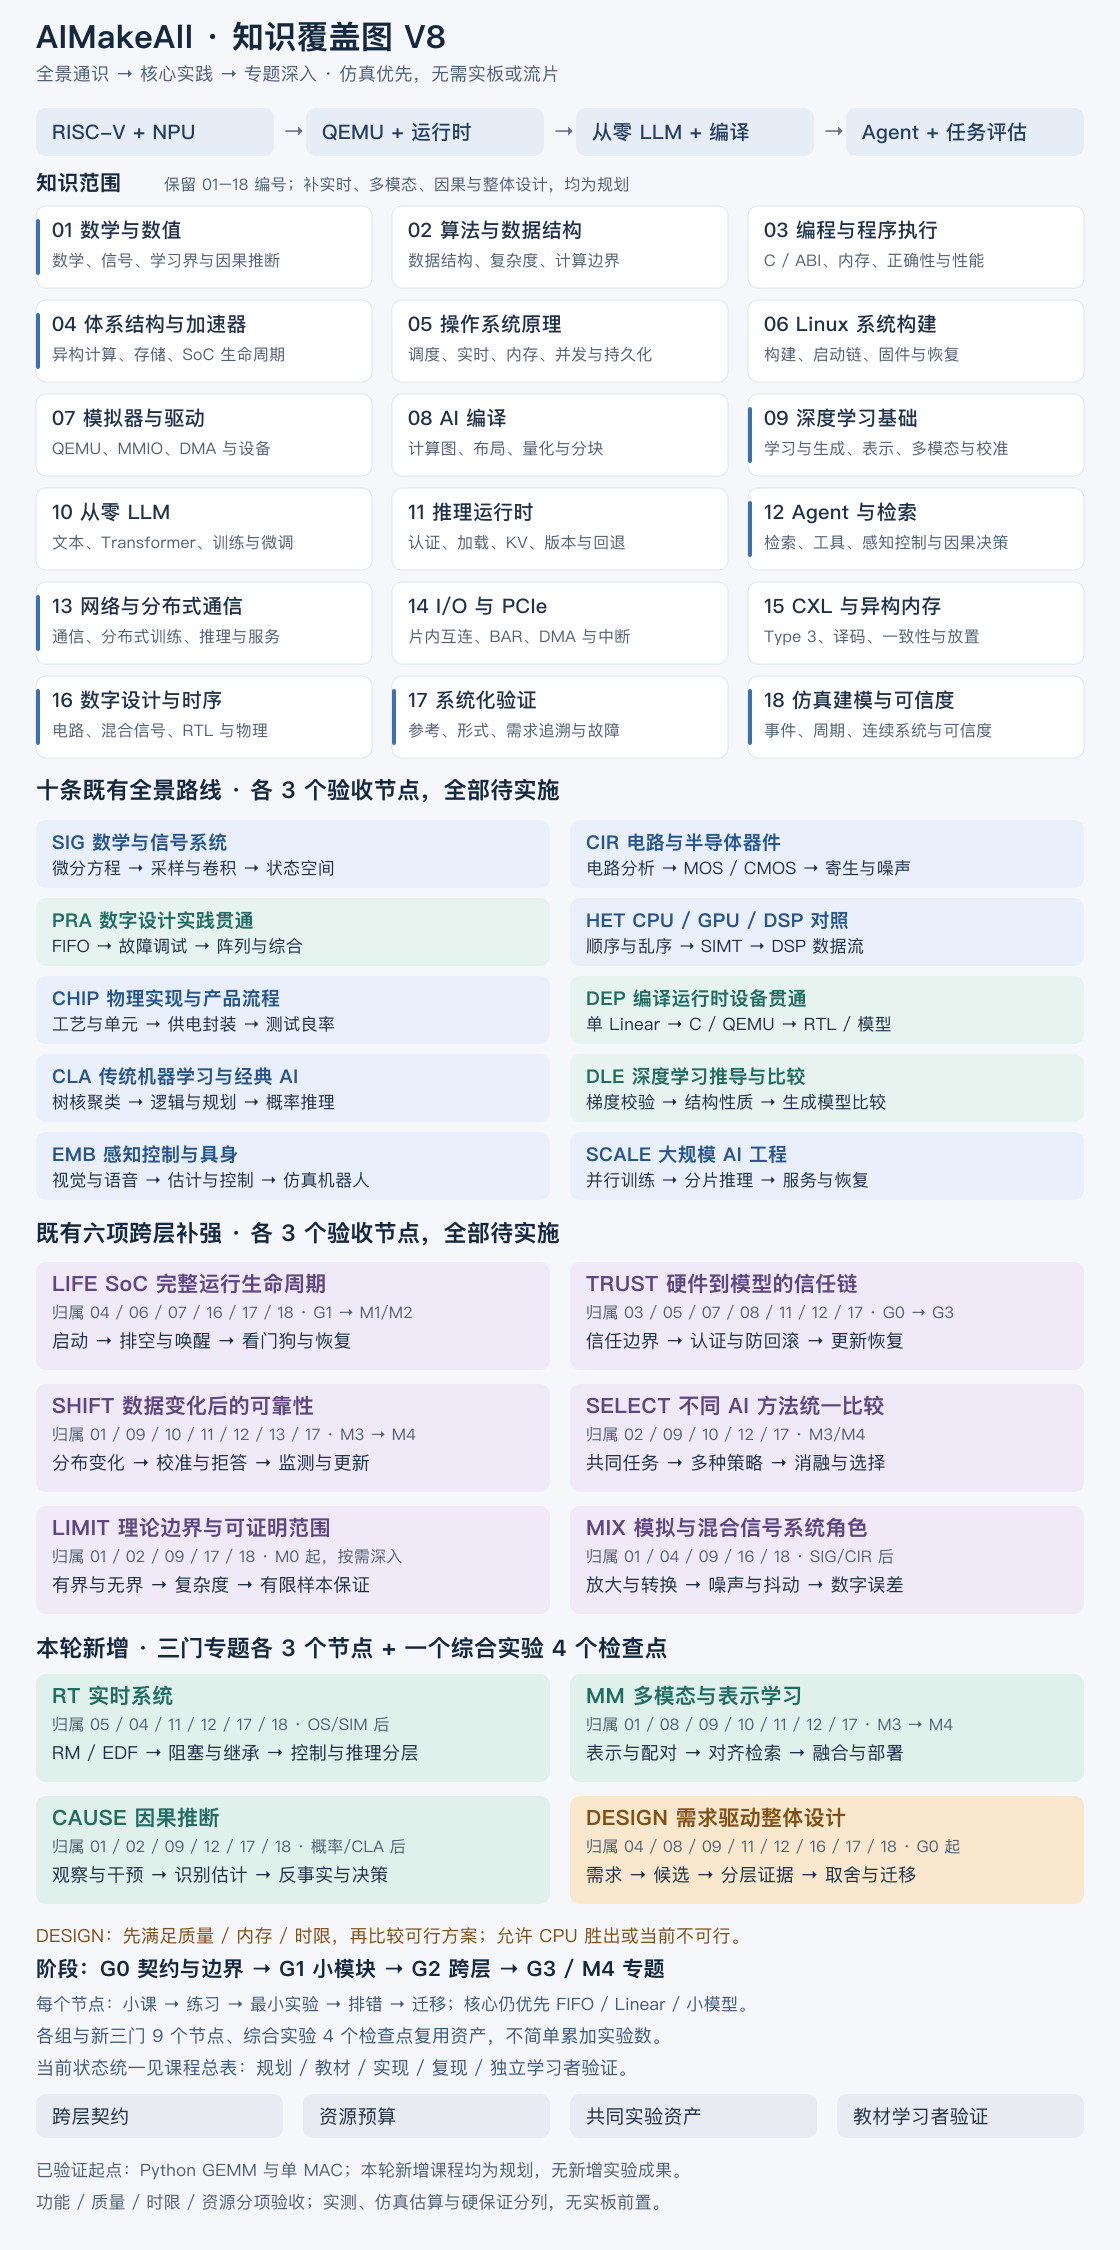 AIMakeAll · 知识覆盖图 V8
全景通识 → 核心实践 → 专题深入 · 仿真优先，无需实板或流片
RISC-V + NPU → QEMU + 运行时 → 从零 LLM + 编译 → Agent + 任务评估
知识范围 保留 01—18 编号；补实时、多模态、因果与整体设计，均为规划
01 数学与数值
数学、信号、学习界与因果推断
02 算法与数据结构
数据结构、复杂度、计算边界
03 编程与程序执行
C / ABI、内存、正确性与性能
04 体系结构与加速器
异构计算、存储、SoC 生命周期
05 操作系统原理
调度、实时、内存、并发与持久化
06 Linux 系统构建
构建、启动链、固件与恢复
07 模拟器与驱动
QEMU、MMIO、DMA 与设备
08 AI 编译
计算图、布局、量化与分块
09 深度学习基础
学习与生成、表示、多模态与校准
10 从零 LLM
文本、Transformer、训练与微调
11 推理运行时
认证、加载、KV、版本与回退
12 Agent 与检索
检索、工具、感知控制与因果决策
13 网络与分布式通信
通信、分布式训练、推理与服务
14 I/O 与 PCIe
片内互连、BAR、DMA 与中断
15 CXL 与异构内存
Type 3、译码、一致性与放置
16 数字设计与时序
电路、混合信号、RTL 与物理
17 系统化验证
参考、形式、需求追溯与故障
18 仿真建模与可信度
事件、周期、连续系统与可信度
十条既有全景路线 · 各 3 个验收节点，全部待实施
SIG 数学与信号系统
微分方程 → 采样与卷积 → 状态空间
CIR 电路与半导体器件
电路分析 → MOS / CMOS → 寄生与噪声
PRA 数字设计实践贯通
FIFO → 故障调试 → 阵列与综合
HET CPU / GPU / DSP 对照
顺序与乱序 → SIMT → DSP 数据流
CHIP 物理实现与产品流程
工艺与单元 → 供电封装 → 测试良率
DEP 编译运行时设备贯通
单 Linear → C / QEMU → RTL / 模型
CLA 传统机器学习与经典 AI
树核聚类 → 逻辑与规划 → 概率推理
DLE 深度学习推导与比较
梯度校验 → 结构性质 → 生成模型比较
EMB 感知控制与具身
视觉与语音 → 估计与控制 → 仿真机器人
SCALE 大规模 AI 工程
并行训练 → 分片推理 → 服务与恢复
既有六项跨层补强 · 各 3 个验收节点，全部待实施
LIFE SoC 完整运行生命周期
归属 04 / 06 / 07 / 16 / 17 / 18 · G1 → M1/M2
启动 → 排空与唤醒 → 看门狗与恢复
TRUST 硬件到模型的信任链
归属 03 / 05 / 07 / 08 / 11 / 12 / 17 · G0 → G3
信任边界 → 认证与防回滚 → 更新恢复
SHIFT 数据变化后的可靠性
归属 01 / 09 / 10 / 11 / 12 / 13 / 17 · M3 → M4
分布变化 → 校准与拒答 → 监测与更新
SELECT 不同 AI 方法统一比较
归属 02 / 09 / 10 / 12 / 17 · M3/M4
共同任务 → 多种策略 → 消融与选择
LIMIT 理论边界与可证明范围
归属 01 / 02 / 09 / 17 / 18 · M0 起，按需深入
有界与无界 → 复杂度 → 有限样本保证
MIX 模拟与混合信号系统角色
归属 01 / 04 / 09 / 16 / 18 · SIG/CIR 后
放大与转换 → 噪声与抖动 → 数字误差
本轮新增 · 三门专题各 3 个节点 + 一个综合实验 4 个检查点
RT 实时系统
归属 05 / 04 / 11 / 12 / 17 / 18 · OS/SIM 后
RM / EDF → 阻塞与继承 → 控制与推理分层
MM 多模态与表示学习
归属 01 / 08 / 09 / 10 / 11 / 12 / 17 · M3 → M4
表示与配对 → 对齐检索 → 融合与部署
CAUSE 因果推断
归属 01 / 02 / 09 / 12 / 17 / 18 · 概率/CLA 后
观察与干预 → 识别估计 → 反事实与决策
DESIGN 需求驱动整体设计
归属 04 / 08 / 09 / 11 / 12 / 16 / 17 / 18 · G0 起
需求 → 候选 → 分层证据 → 取舍与迁移
DESIGN：先满足质量 / 内存 / 时限，再比较可行方案；允许 CPU 胜出或当前不可行。
阶段：G0 契约与边界 → G1 小模块 → G2 跨层 → G3 / M4 专题
每个节点：小课 → 练习 → 最小实验 → 排错 → 迁移；核心仍优先 FIFO / Linear / 小模型。
各组与新三门 9 个节点、综合实验 4 个检查点复用资产，不简单累加实验数。
当前状态统一见课程总表：规划 / 教材 / 实现 / 复现 / 独立学习者验证。
跨层契约 资源预算 共同实验资产 教材学习者验证
已验证起点：Python GEMM 与单 MAC；本轮新增课程均为规划，无新增实验成果。
功能 / 质量 / 时限 / 资源分项验收；实测、仿真估算与硬保证分列，无实板前置。